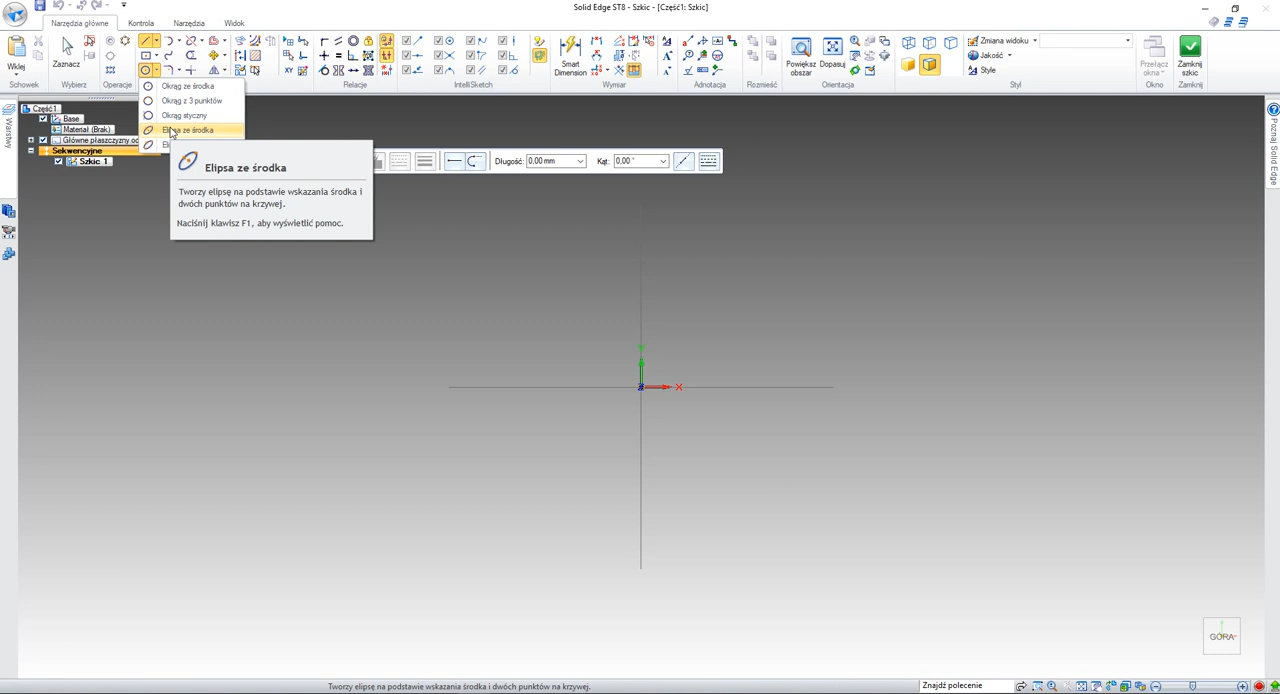 Solid Edge ST8 - Szkic - [Część1: Szkic]
Narzędzia główne
Kontrola
Narzędzia
Widok
Wklej
Zaznacz
Smart
Dimension
Powiększ
obszar
Dopasuj
Zmiana widoku
Jakość
Style
Przełącz
okna
Zamknij
szkic
Schowek
Wybierz
Operacje
Relacje
IntelliSketch
Wymiar
Adnotacja
Rozmieść
Orientacja
Styl
Okno
Zamknij
Okrąg ze środka
Okrąg z 3 punktów
Okrąg styczny
Elipsa ze środka
Część1
Base
Materiał (Brak)
Główne płaszczyzny od
Sekwencyjne
Szkic 1
Warstwy
Elipsa ze środka
Tworzy elipsę na podstawie wskazania środka i
dwóch punktów na krzywej.
Naciśnij klawisz F1, aby wyświetlić pomoc.
Długość:
0,00 mm
Kąt:
0,00 °
Poznaj Solid Edge
X
GÓRA
Tworzy elipsę na podstawie wskazania środka i dwóch punktów na krzywej.
Znajdź polecenie